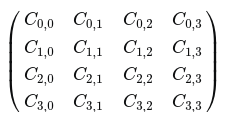 C0,0 C0,1 C0,2 C0,3
C1,0 C1,1 C1,2 C1,3
C2,0 C2,1 C2,2 C2,3
C3,0 C3,1 C3,2 C3,3